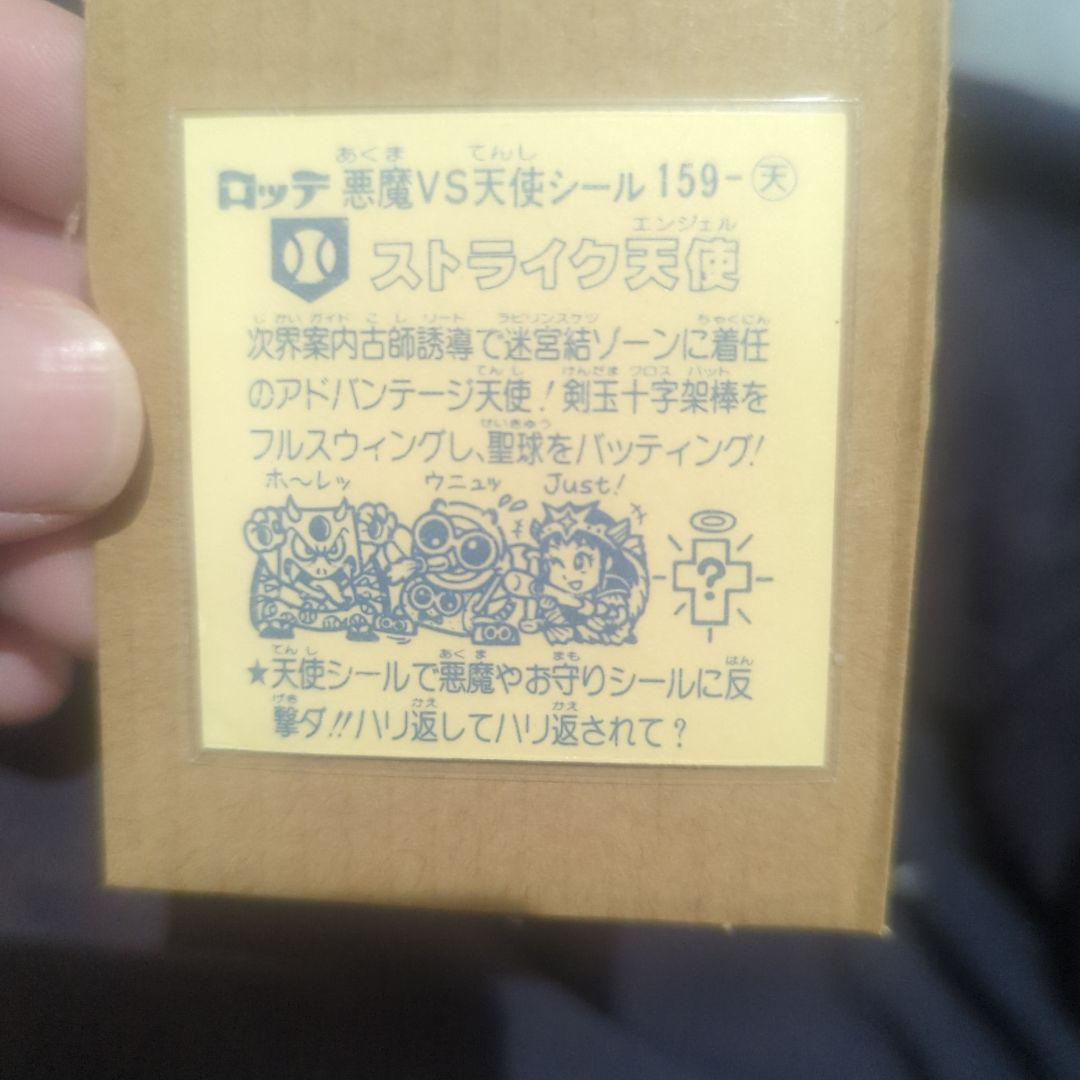 あくま てんし
ロッテ 悪魔VS天使シール 159-天
エンジェル
ストライク天使
じかいガイドこしリード ラビリンスケツ ちゃくにん
次界案内古師誘導で迷宮結ゾーンに着任
てんし けんだま クロス バット
のアドバンテージ天使!剣玉十字架棒を
せいきゅう
フルスウィングし、聖球をバッティング!
ホ〜レッ ウニュッ Just!
?
てんし あくま まも はん
★天使シールで悪魔やお守りシールに反
げき かえ かえ
撃ダ!!ハリ返してハリ返されて?